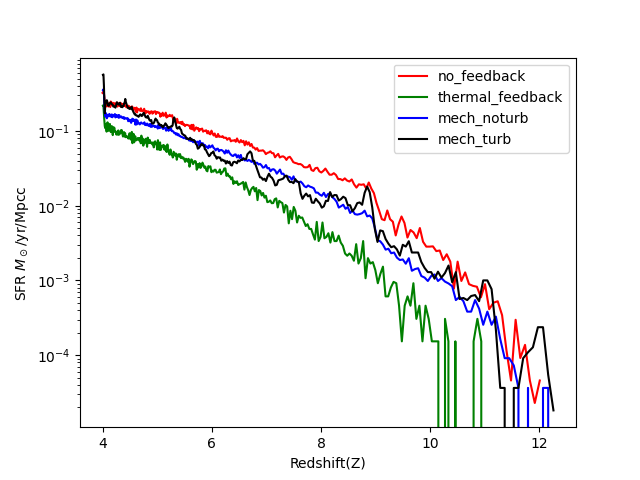 no_feedback
thermal_feedback
mech_noturb
mech_turb
10⁻¹
10⁻²
10⁻³
10⁻⁴
SFR M⊙/yr/Mpcc
4 6 8 10 12
Redshift(Z)